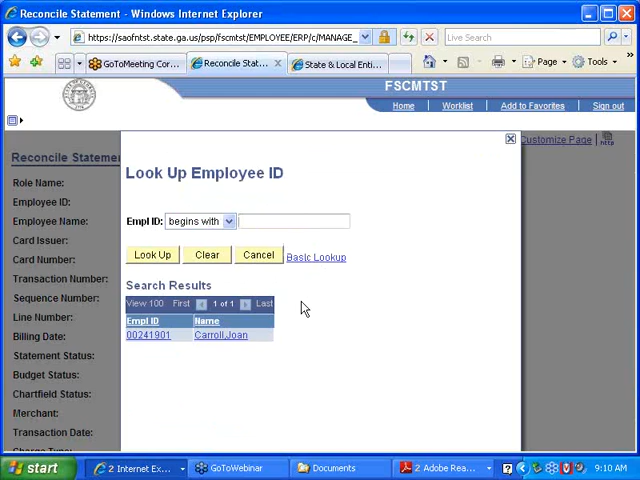 Reconcile Statement - Windows Internet Explorer
https://saofntst.state.ga.us/psp/fscmtst/EMPLOYEE/ERP/c/MANAGE_
Live Search
GoToMeeting Cor...
Reconcile Stat...
State & Local Enti...
Page
Tools
FSCMTST
Home
Worklist
Add to Favorites
Sign out
Customize Page
http
Reconcile Stateme
Role Name:
Employee ID:
Employee Name:
Card Issuer:
Card Number:
Transaction Number:
Sequence Number:
Line Number:
Billing Date:
Statement Status:
Budget Status:
Chartfield Status:
Merchant:
Transaction Date:
Look Up Employee ID
Empl ID:
begins with
Look Up
Clear
Cancel
Basic Lookup
Search Results
View 100 First 1 of 1 Last
Empl ID Name
00241901 Carroll,Joan
start
2 Internet Ex...
GoToWebinar
Documents
2 Adobe Rea...
9:10 AM